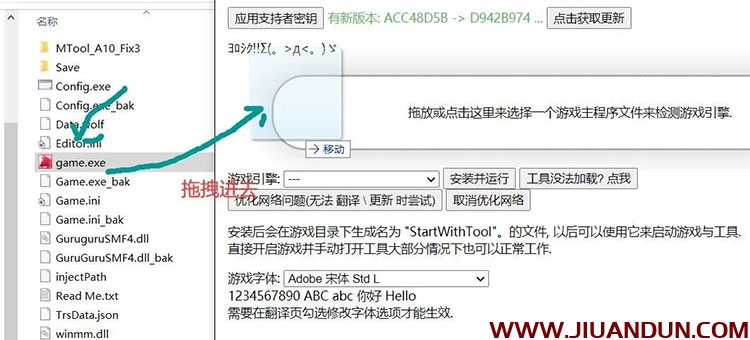 名称
MTool_A10_Fix3
Save
Config.exe
Config.exe_bak
Data.wolf
Editor.ini
game.exe
Game.exe_bak
Game.ini
Game.ini_bak
GuruguruSMF4.dll
GuruGuruSMF4.dll_bak
injectPath
Read Me.txt
TrsData.json
winmm.dll
拖拽进去
应用支持者密钥 有新版本: ACC48D5B -> D942B974 ... 点击获取更新
拖放或点击这里来选择一个游戏主程序文件来检测游戏引擎.
移动
游戏引擎: --- 安装并运行 工具没法加载? 点我
优化网络问题(无法 翻译 \ 更新 时尝试) 取消优化网络
安装后会在游戏目录下生成名为 "StartWithTool"。的文件, 以后可以使用它来启动游戏与工具.
直接开启游戏并手动打开工具大部分情况下也可以正常工作.
游戏字体: Adobe 宋体 Std L
1234567890 ABC abc 你好 Hello
需要在翻译页勾选修改字体选项才能生效.
WWW.JIUANDUN.COM